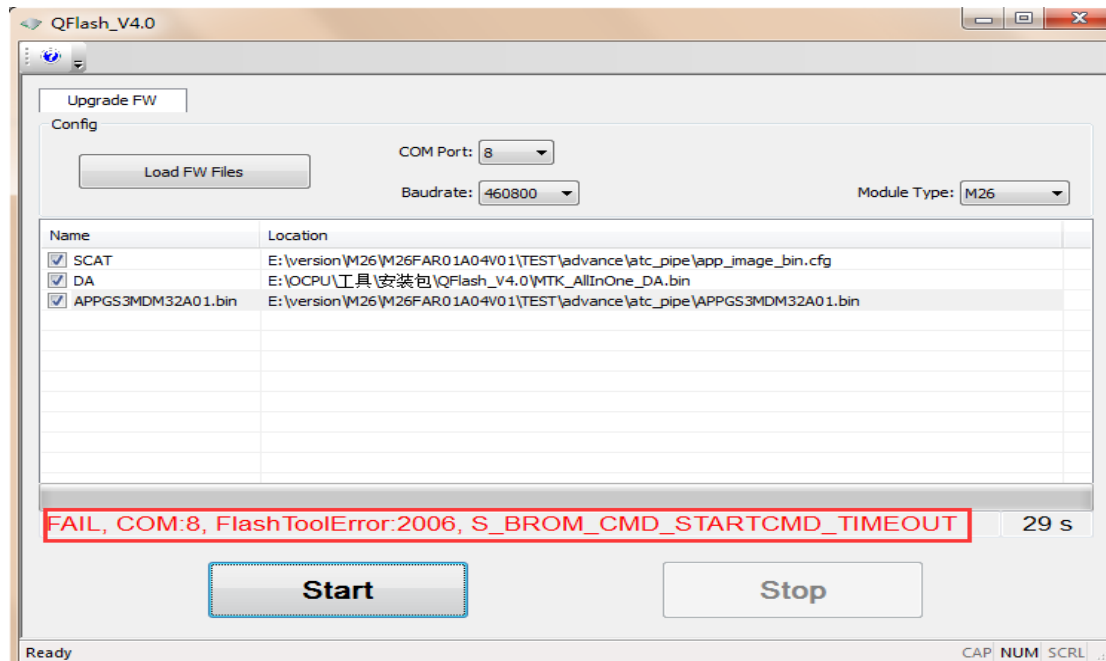 QFlash_V4.0
Upgrade FW
Config
Load FW Files
COM Port: 8
Baudrate: 460800
Module Type: M26
Name Location
SCAT E:\version\M26\M26FAR01A04V01\TEST\advance\atc_pipe\app_image_bin.cfg
DA E:\OCPU\工具\安装包\QFlash_V4.0\MTK_AllInOne_DA.bin
APPGS3MDM32A01.bin E:\version\M26\M26FAR01A04V01\TEST\advance\atc_pipe\APPGS3MDM32A01.bin
FAIL, COM:8, FlashToolError:2006, S_BROM_CMD_STARTCMD_TIMEOUT 29 s
Start Stop
Ready CAP NUM SCRL